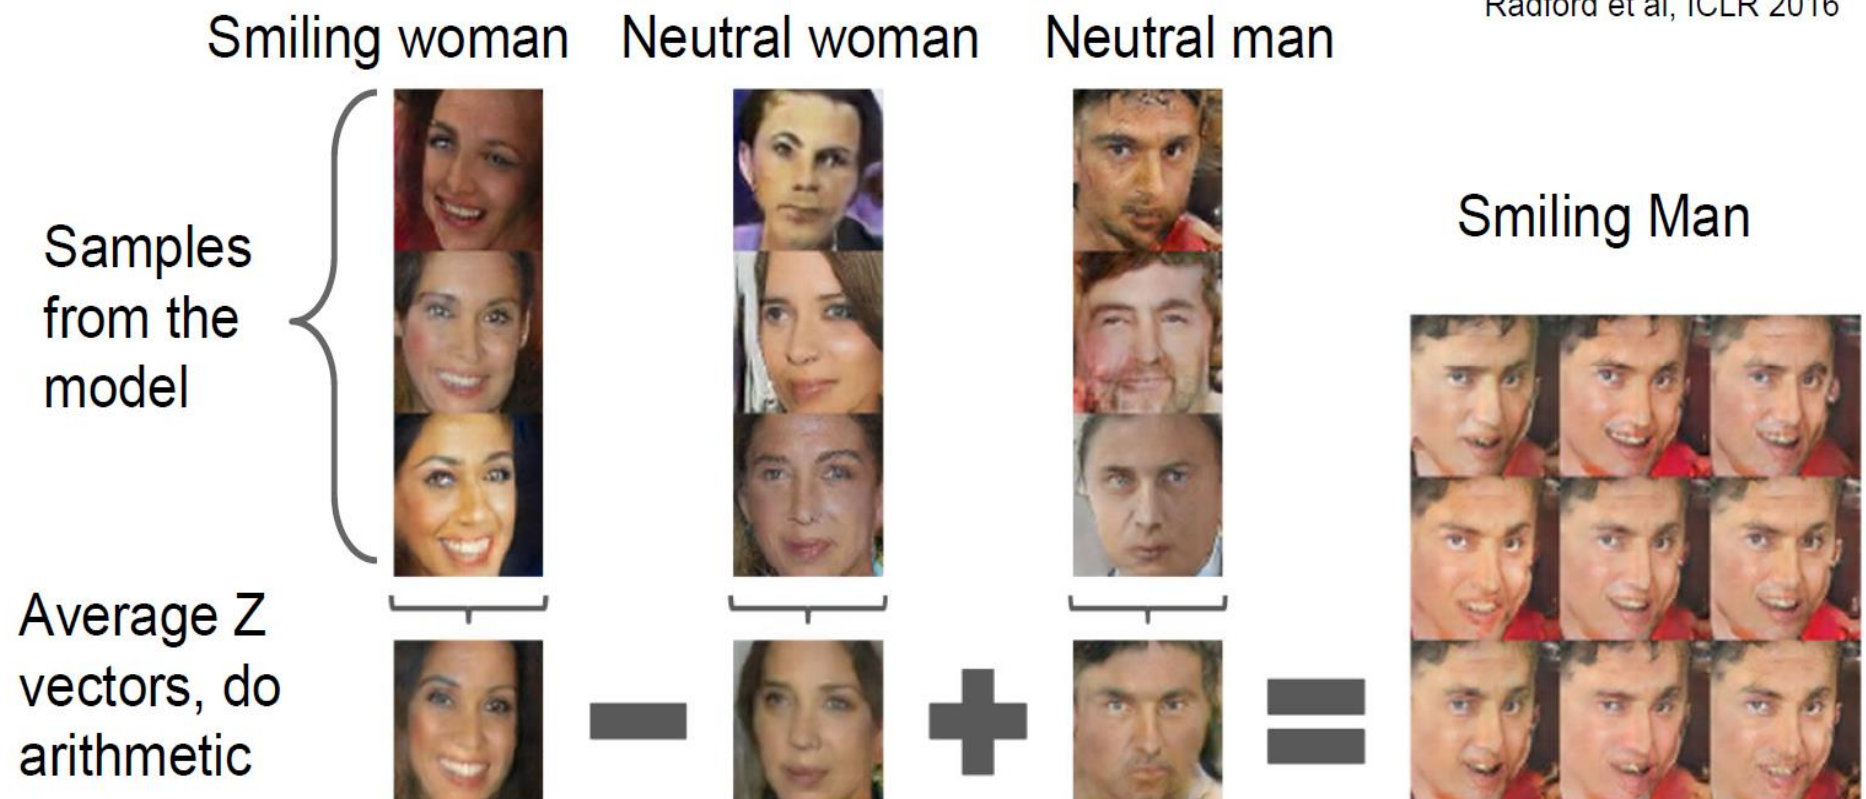 Radford et al, ICLR 2016
Smiling woman
Neutral woman
Neutral man
Samples
from the
model
Smiling Man
Average Z
vectors, do
arithmetic